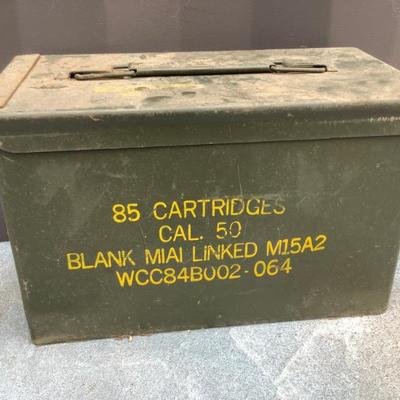 85 CARTRIDGES
CAL. 50
BLANK MIAI LINKED M15A2
WCC84B002-064